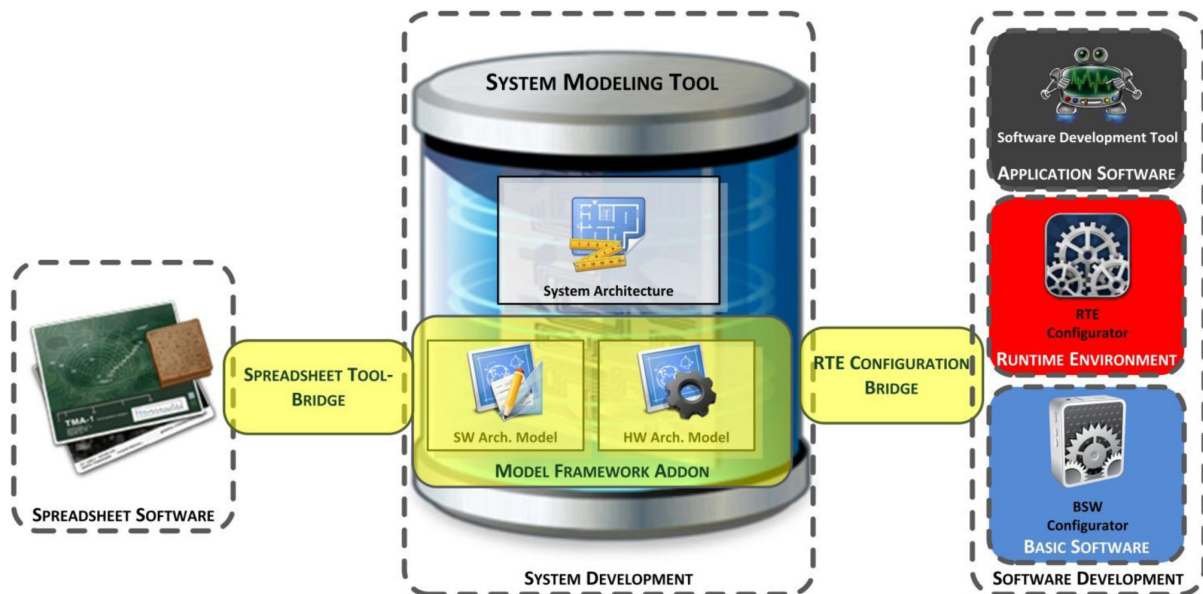 SYSTEM MODELING TOOL
System Architecture
SW Arch. Model
HW Arch. Model
MODEL FRAMEWORK ADDON
SYSTEM DEVELOPMENT
TMA-1
SPREADSHEET SOFTWARE
SPREADSHEET TOOL-
BRIDGE
RTE CONFIGURATION
BRIDGE
Software Development Tool
APPLICATION SOFTWARE
RTE
Configurator
RUNTIME ENVIRONMENT
BSW
Configurator
BASIC SOFTWARE
SOFTWARE DEVELOPMENT